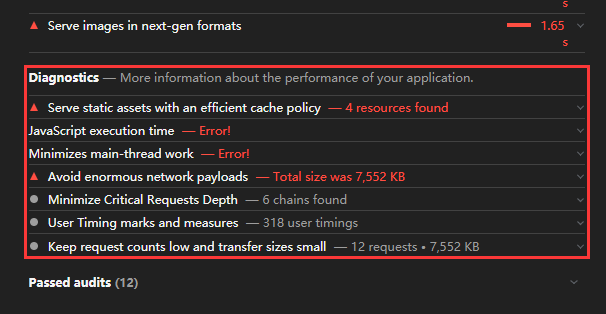 s
Serve images in next-gen formats 1.65
s
Diagnostics — More information about the performance of your application.
Serve static assets with an efficient cache policy — 4 resources found
JavaScript execution time — Error!
Minimizes main-thread work — Error!
Avoid enormous network payloads — Total size was 7,552 KB
Minimize Critical Requests Depth — 6 chains found
User Timing marks and measures — 318 user timings
Keep request counts low and transfer sizes small — 12 requests • 7,552 KB
Passed audits (12)